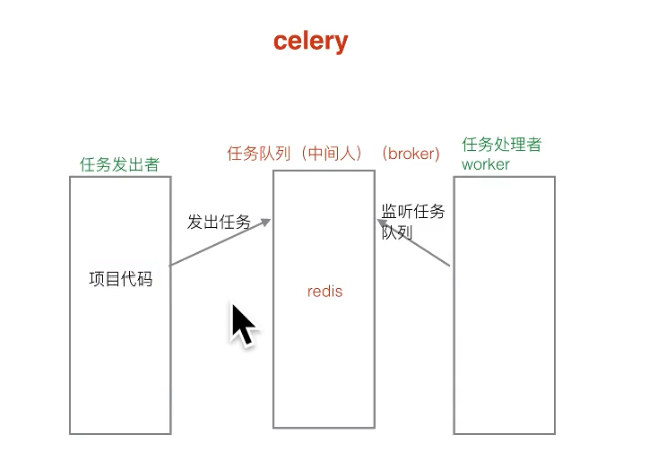 celery
任务发出者
任务队列（中间人）（broker)
任务处理者
worker
发出任务
监听任务
队列
项目代码
redis